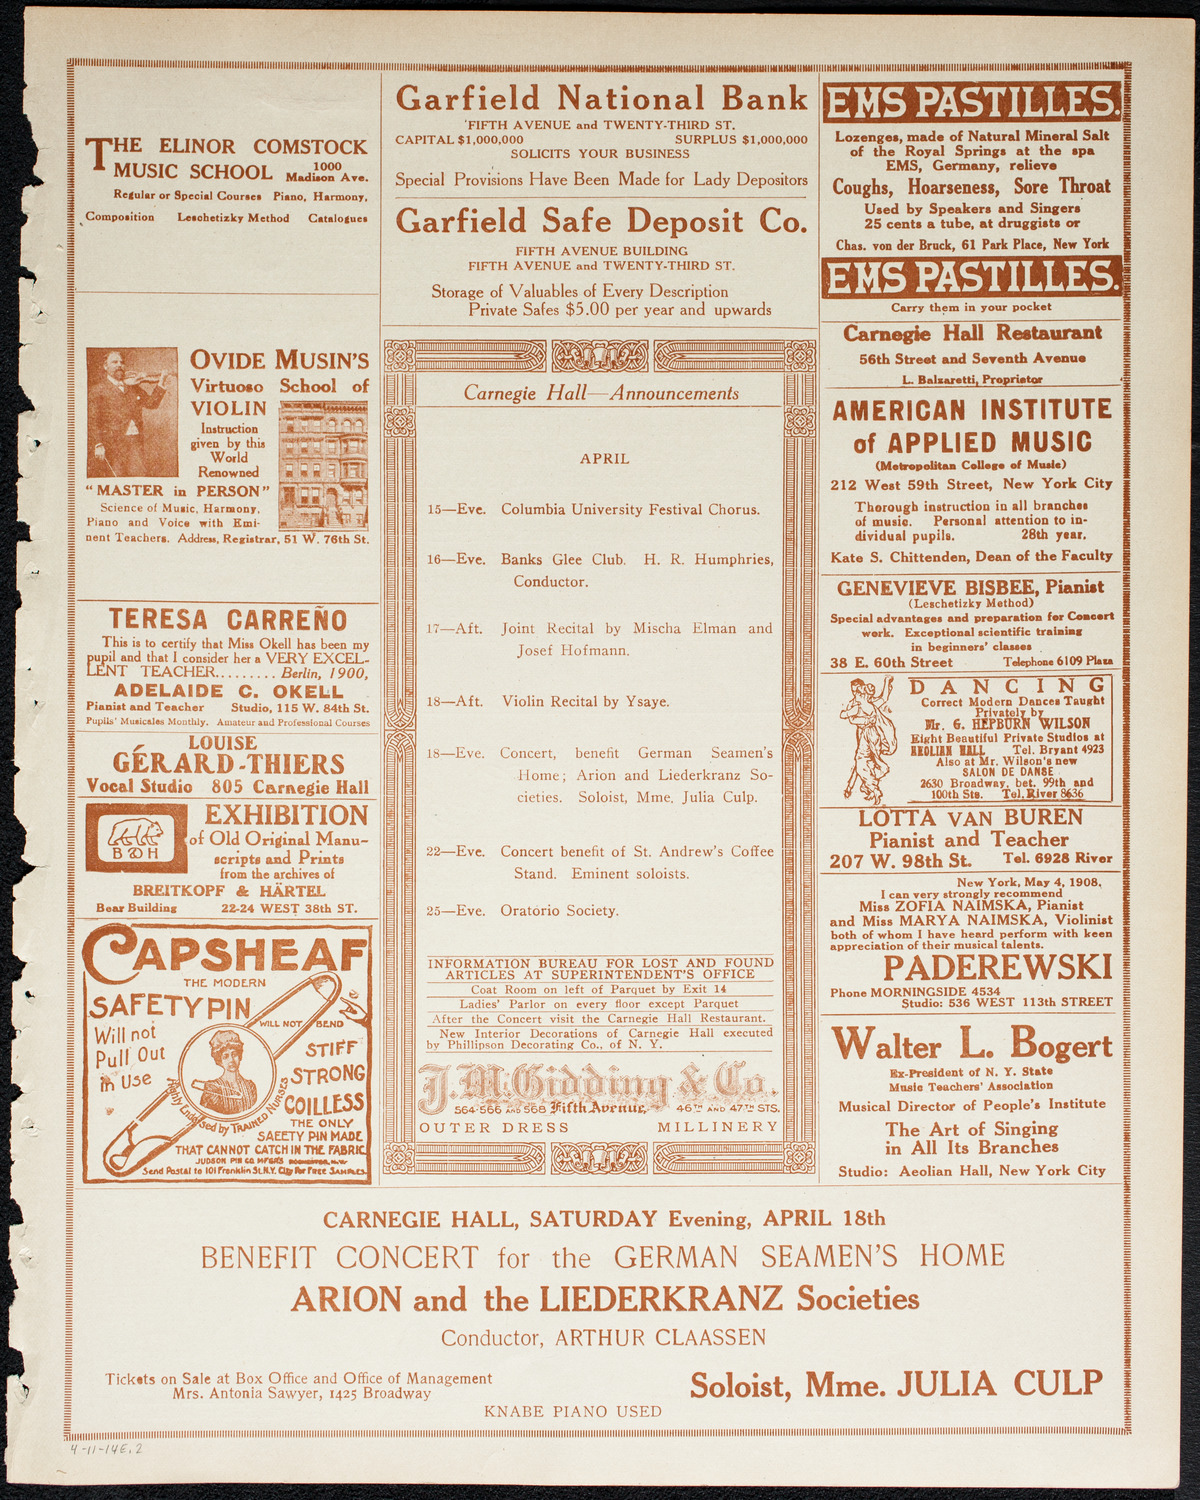 THE ELINOR COMSTOCK
MUSIC SCHOOL 1000 Madison Ave.
Regular or Special Courses Piano, Harmony,
Composition Leschetizky Method Catalogues
OVIDE MUSIN'S
Virtuoso School of
VIOLIN
Instruction
given by this
World
Renowned
"MASTER in PERSON"
Science of Music, Harmony,
Piano and Voice with Emi-
nent Teachers. Address, Registrar, 51 W. 76th St.
TERESA CARREÑO
This is to certify that Miss Okell has been my
pupil and that I consider her a VERY EXCEL-
LENT TEACHER......... Berlin, 1900,
ADELAIDE C. OKELL
Pianist and Teacher Studio, 115 W. 84th St.
Pupils' Musicales Monthly. Amateur and Professional Courses
LOUISE
GÉRARD-THIERS
Vocal Studio 805 Carnegie Hall
B & H
EXHIBITION
of Old Original Manu-
scripts and Prints
from the archives of
BREITKOPF & HÄRTEL
Bear Building 22-24 WEST 38th ST.
CAPSHEAF
THE MODERN
SAFETY PIN
WILL NOT BEND
Will not
Pull Out
in Use
STIFF
STRONG
COILLESS
Highly Endorsed by TRAINED NURSES
THE ONLY
SAFETY PIN MADE
THAT CANNOT CATCH IN THE FABRIC
JUDSON PIN CO. MFGRS. ROCHESTER, N.Y.
Send Postal to 101 Franklin St. N.Y. City for FREE SAMPLES.
Garfield National Bank
FIFTH AVENUE and TWENTY-THIRD ST.
CAPITAL $1,000,000 SURPLUS $1,000,000
SOLICITS YOUR BUSINESS
Special Provisions Have Been Made for Lady Depositors
Garfield Safe Deposit Co.
FIFTH AVENUE BUILDING
FIFTH AVENUE and TWENTY-THIRD ST.
Storage of Valuables of Every Description
Private Safes $5.00 per year and upwards
Carnegie Hall—Announcements
APRIL
15—Eve. Columbia University Festival Chorus.
16—Eve. Banks Glee Club. H. R. Humphries,
Conductor.
17—Aft. Joint Recital by Mischa Elman and
Josef Hofmann.
18—Aft. Violin Recital by Ysaye.
18—Eve. Concert, benefit German Seamen's
Home; Arion and Liederkranz So-
cieties. Soloist, Mme. Julia Culp.
22—Eve. Concert benefit of St. Andrew's Coffee
Stand. Eminent soloists.
25—Eve. Oratorio Society.
INFORMATION BUREAU FOR LOST AND FOUND
ARTICLES AT SUPERINTENDENT'S OFFICE
Coat Room on left of Parquet by Exit 14
Ladies' Parlor on every floor except Parquet
After the Concert visit the Carnegie Hall Restaurant.
New Interior Decorations of Carnegie Hall executed
by Phillipson Decorating Co., of N. Y.
J. M. Gidding & Co.
564-566 AND 568 Fifth Avenue, 46TH AND 47TH STS.
OUTER DRESS MILLINERY
EMS PASTILLES.
Lozenges, made of Natural Mineral Salt
of the Royal Springs at the spa
EMS, Germany, relieve
Coughs, Hoarseness, Sore Throat
Used by Speakers and Singers
25 cents a tube, at druggists or
Chas. von der Bruck, 61 Park Place, New York
EMS PASTILLES.
Carry them in your pocket
Carnegie Hall Restaurant
56th Street and Seventh Avenue
L. Balzaretti, Proprietor
AMERICAN INSTITUTE
of APPLIED MUSIC
(Metropolitan College of Music)
212 West 59th Street, New York City
Thorough instruction in all branches
of music. Personal attention to in-
dividual pupils. 28th year.
Kate S. Chittenden, Dean of the Faculty
GENEVIEVE BISBEE, Pianist
(Leschetizky Method)
Special advantages and preparation for Concert
work. Exceptional scientific training
in beginners' classes
38 E. 60th Street Telephone 6109 Plaza
DANCING
Correct Modern Dances Taught
Privately by
Mr. G. HEPBURN WILSON
Eight Beautiful Private Studios at
AEOLIAN HALL Tel. Bryant 4923
Also at Mr. Wilson's new
SALON DE DANSE
2630 Broadway, bet. 99th and
100th Sts. Tel. River 8636
LOTTA VAN BUREN
Pianist and Teacher
207 W. 98th St. Tel. 6928 River
New York, May 4, 1908.
I can very strongly recommend
Miss ZOFIA NAIMSKA, Pianist
and Miss MARYA NAIMSKA, Violinist
both of whom I have heard perform with keen
appreciation of their musical talents.
PADEREWSKI
Phone MORNINGSIDE 4534
Studio: 536 WEST 113th STREET
Walter L. Bogert
Ex-President of N. Y. State
Music Teachers' Association
Musical Director of People's Institute
The Art of Singing
in All Its Branches
Studio: Aeolian Hall, New York City
CARNEGIE HALL, SATURDAY Evening, APRIL 18th
BENEFIT CONCERT for the GERMAN SEAMEN'S HOME
ARION and the LIEDERKRANZ Societies
Conductor, ARTHUR CLAASSEN
Tickets on Sale at Box Office and Office of Management
Mrs. Antonia Sawyer, 1425 Broadway
Soloist, Mme. JULIA CULP
KNABE PIANO USED
4-11-14E.2